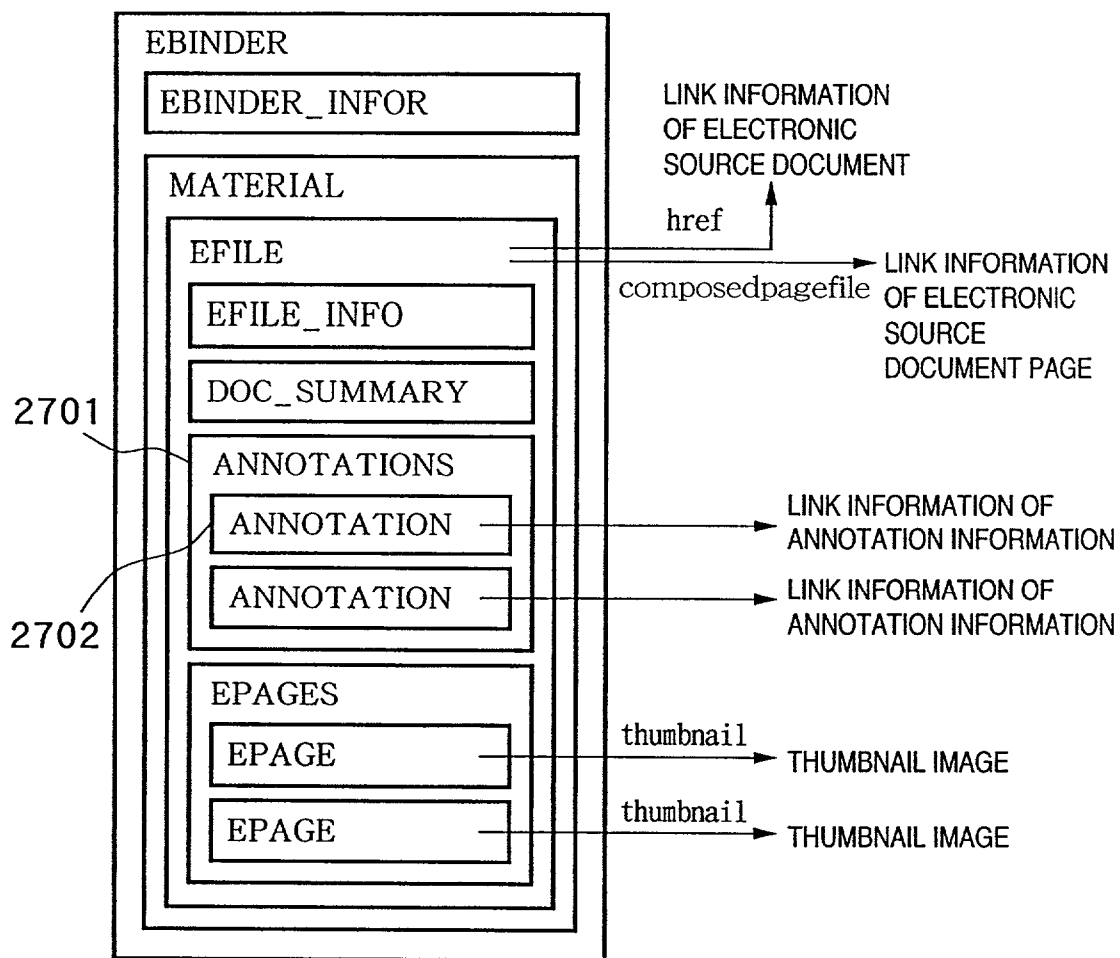 EBINDER
EBINDER_INFOR
LINK INFORMATION
OF ELECTRONIC
SOURCE DOCUMENT
MATERIAL
href
EFILE
composedpagefile
LINK INFORMATION
OF ELECTRONIC
SOURCE
DOCUMENT PAGE
EFILE_INFO
DOC_SUMMARY
2701
ANNOTATIONS
ANNOTATION
LINK INFORMATION OF
ANNOTATION INFORMATION
ANNOTATION
LINK INFORMATION OF
ANNOTATION INFORMATION
2702
EPAGES
EPAGE
thumbnail
THUMBNAIL IMAGE
EPAGE
thumbnail
THUMBNAIL IMAGE